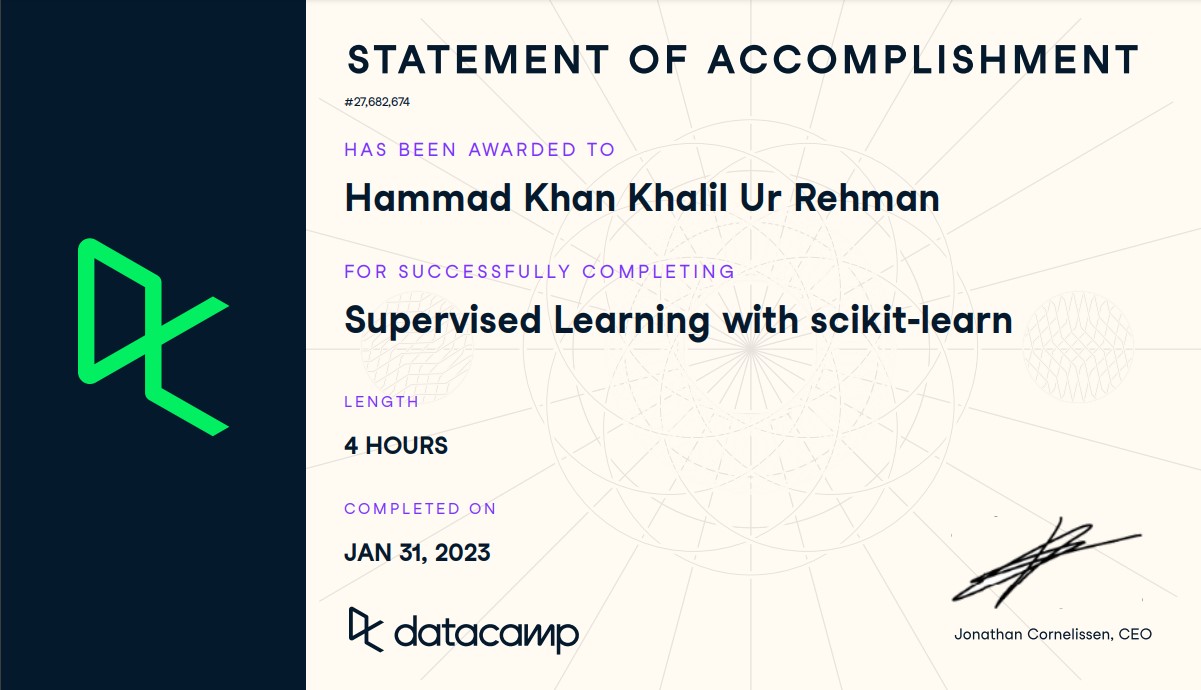 STATEMENT OF ACCOMPLISHMENT
#27,682,674
HAS BEEN AWARDED TO
Hammad Khan Khalil Ur Rehman
FOR SUCCESSFULLY COMPLETING
Supervised Learning with scikit-learn
LENGTH
4 HOURS
COMPLETED ON
JAN 31, 2023
datacamp
Jonathan Cornelissen, CEO